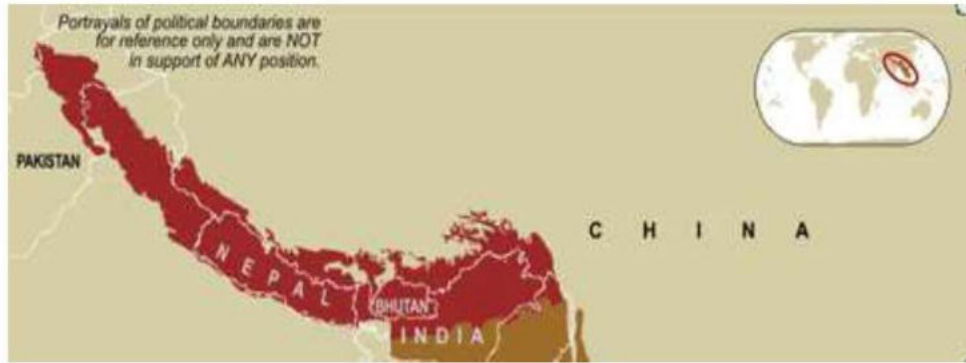 Portrayals of political boundaries are
for reference only and are NOT
in support of ANY position.
PAKISTAN
C H I N A
NEPAL
BHUTAN
INDIA